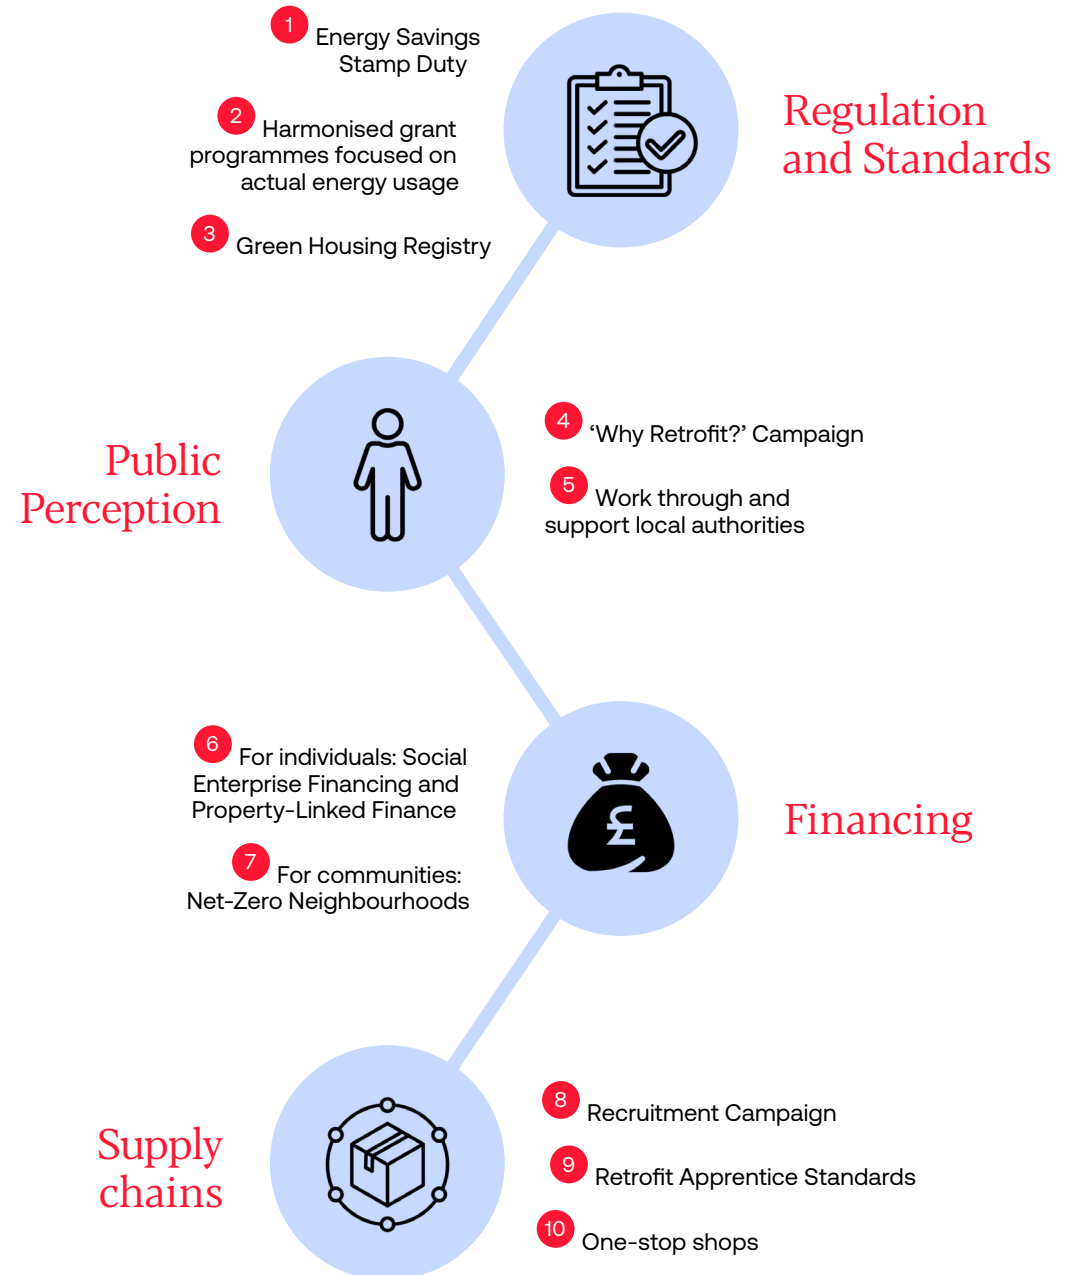 1 Energy Savings
Stamp Duty
2 Harmonised grant
programmes focused on
actual energy usage
3 Green Housing Registry
Regulation
and Standards
Public
Perception
4 ‘Why Retrofit?’ Campaign
5 Work through and
support local authorities
6 For individuals: Social
Enterprise Financing and
Property-Linked Finance
7 For communities:
Net-Zero Neighbourhoods
£
Financing
Supply
chains
8 Recruitment Campaign
9 Retrofit Apprentice Standards
10 One-stop shops